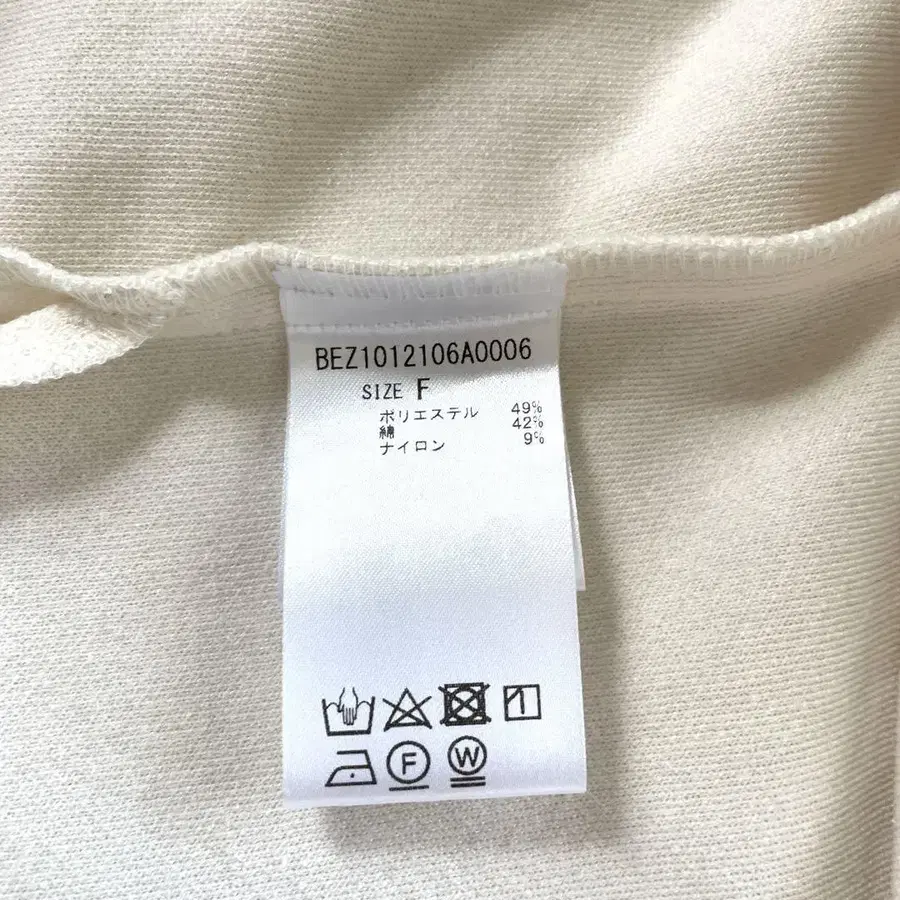 BEZ1012106A0006
SIZE F
ポリエステル 49%
綿 42%
ナイロン 9%
F W